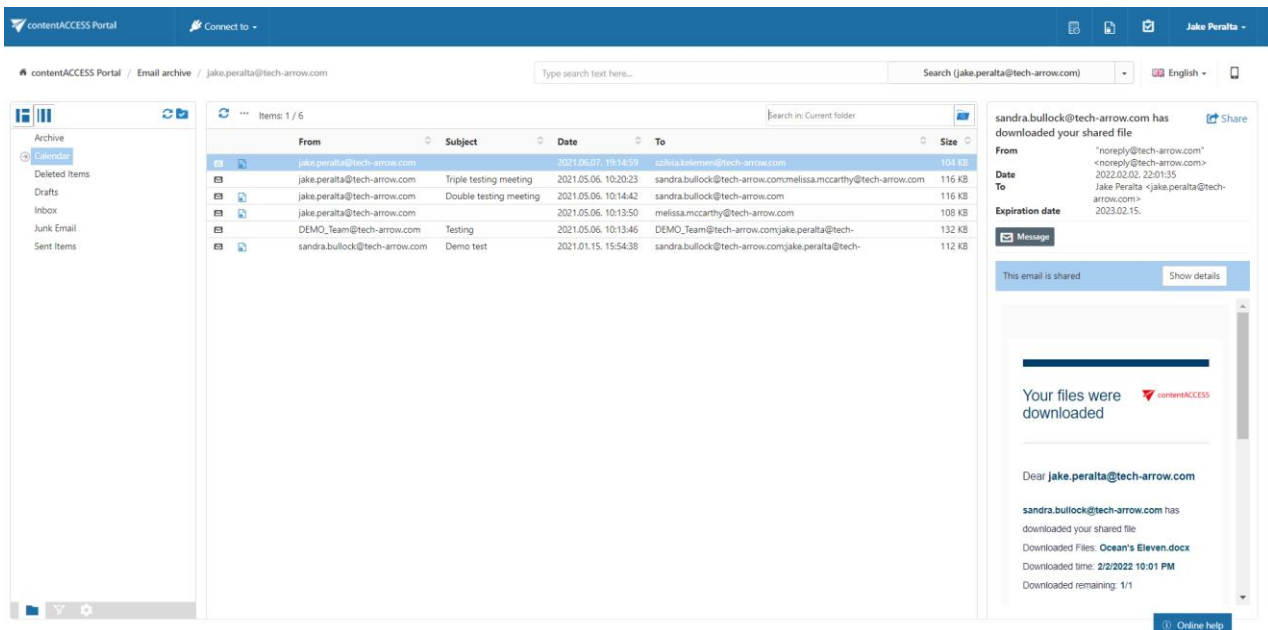 contentACCESS Portal
Connect to
Jake Peralta
contentACCESS Portal / Email archive / jake.peralta@tech-arrow.com
Type search text here...
Search (jake.peralta@tech-arrow.com)
English
Archive
Calendar
Deleted Items
Drafts
Inbox
Junk Email
Sent Items
Items: 1 / 6
Search in: Current folder
From Subject Date To Size
jake.peralta@tech-arrow.com 2021.06.07. 19:14:59 szilvia.kelemen@tech-arrow.com 104 KB
jake.peralta@tech-arrow.com Triple testing meeting 2021.05.06. 10:20:23 sandra.bullock@tech-arrow.com;melissa.mccarthy@tech-arrow.com 116 KB
jake.peralta@tech-arrow.com Double testing meeting 2021.05.06. 10:14:42 sandra.bullock@tech-arrow.com 116 KB
jake.peralta@tech-arrow.com 2021.05.06. 10:13:50 melissa.mccarthy@tech-arrow.com 108 KB
DEMO_Team@tech-arrow.com Testing 2021.05.06. 10:13:46 DEMO_Team@tech-arrow.com;jake.peralta@tech- 132 KB
sandra.bullock@tech-arrow.com Demo test 2021.01.15. 15:54:38 sandra.bullock@tech-arrow.com;jake.peralta@tech- 112 KB
sandra.bullock@tech-arrow.com has
downloaded your shared file
Share
From "noreply@tech-arrow.com"
<noreply@tech-arrow.com>
Date 2022.02.02. 22:01:35
To Jake Peralta <jake.peralta@tech-
arrow.com>
Expiration date 2023.02.15.
Message
This email is shared
Show details
Your files were
downloaded
contentACCESS
Dear jake.peralta@tech-arrow.com
sandra.bullock@tech-arrow.com has
downloaded your shared file
Downloaded Files: Ocean's Eleven.docx
Downloaded time: 2/2/2022 10:01 PM
Downloaded remaining: 1/1
Online help